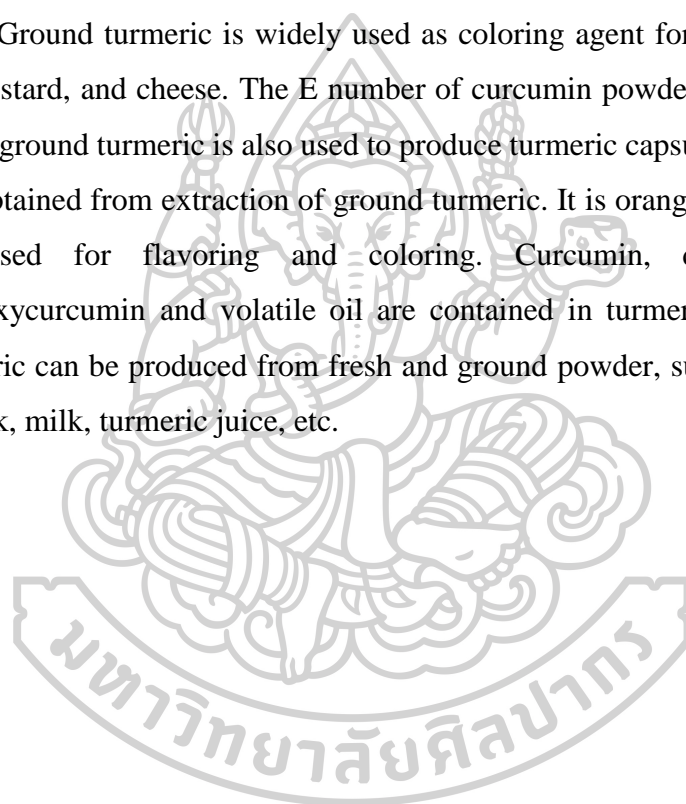 Ground turmeric is widely used as coloring agent for
stard, and cheese. The E number of curcumin powde
ground turmeric is also used to produce turmeric capsu
otained from extraction of ground turmeric. It is orang
sed for flavoring and coloring. Curcumin,
xycurcumin and volatile oil are contained in turmer
ric can be produced from fresh and ground powder, su
k, milk, turmeric juice, etc.
มหาวิทยาลัยศิลปากร